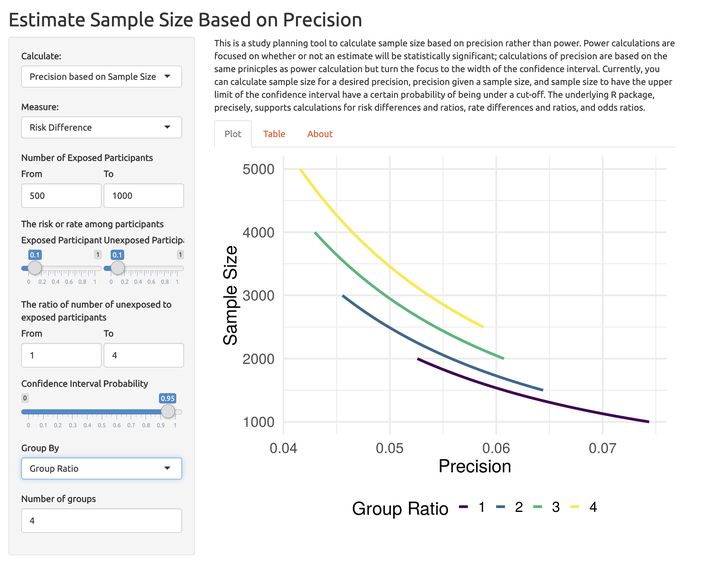 Estimate Sample Size Based on Precision
Calculate:
Precision based on Sample Size
Measure:
Risk Difference
Number of Exposed Participants
From To
500 1000
The risk or rate among participants
Exposed Participant Unexposed Particip
0.1 1 0.1 1
0 0.2 0.4 0.6 0.8 1 0 0.2 0.4 0.6 0.8 1
The ratio of number of unexposed to
exposed participants
From To
1 4
Confidence Interval Probability
0 0.95
0 0.1 0.2 0.3 0.4 0.5 0.6 0.7 0.8 0.9 1
Group By
Group Ratio
Number of groups
4
This is a study planning tool to calculate sample size based on precision rather than power. Power calculations are
focused on whether or not an estimate will be statistically significant; calculations of precision are based on the
same prinicples as power calculation but turn the focus to the width of the confidence interval. Currently, you
can calculate sample size for a desired precision, precision given a sample size, and sample size to have the upper
limit of the confidence interval have a certain probability of being under a cut-off. The underlying R package,
precisely, supports calculations for risk differences and ratios, rate differences and ratios, and odds ratios.
Plot Table About
5000
4000
3000
2000
1000
Sample Size
0.04 0.05 0.06 0.07
Precision
Group Ratio 1 2 3 4